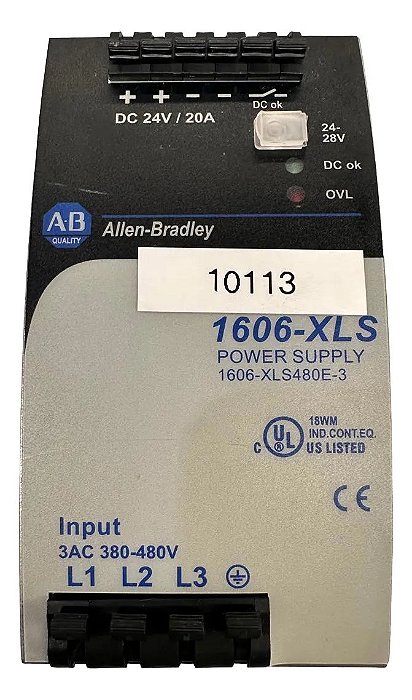 + + − −
DC ok
DC 24V / 20A
24-
28V
DC ok
OVL
AB
QUALITY
Allen-Bradley
10113
1606-XLS
POWER SUPPLY
1606-XLS480E-3
18WM
IND.CONT.EQ.
C UL ® US LISTED
CE
Input
3AC 380-480V
L1 L2 L3